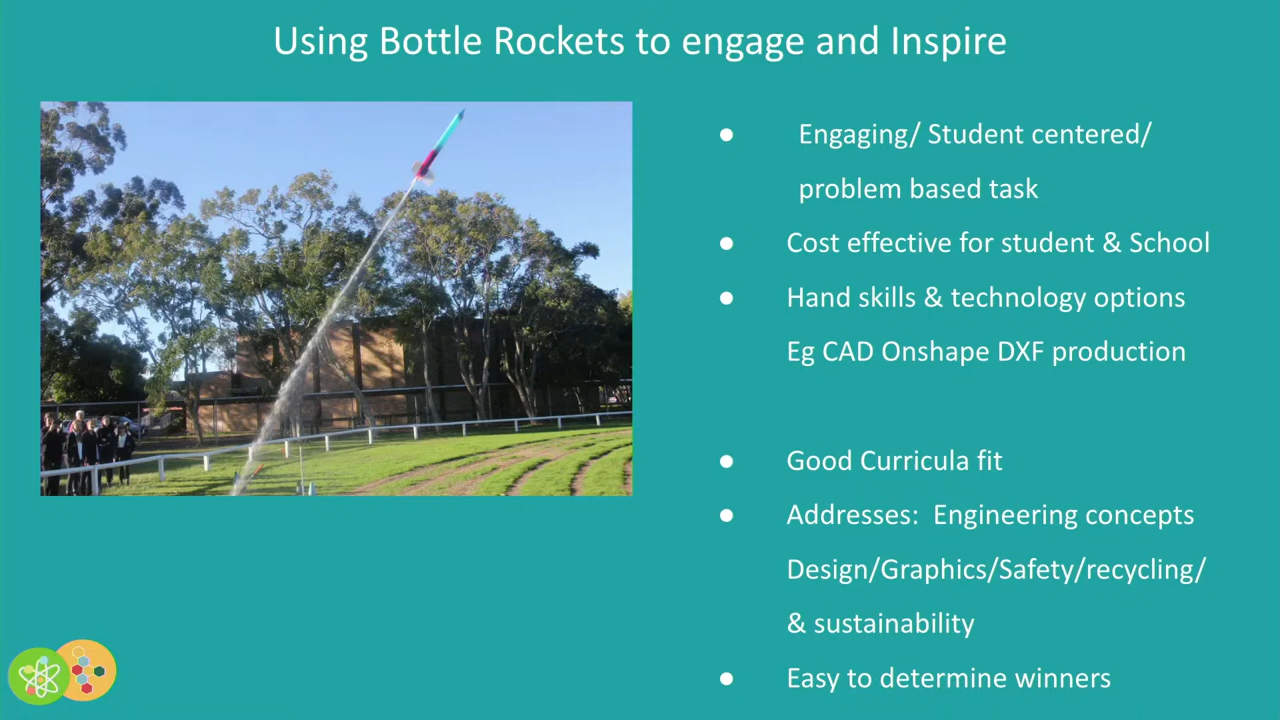 Using Bottle Rockets to engage and Inspire
● Engaging/ Student centered/
problem based task
● Cost effective for student & School
● Hand skills & technology options
Eg CAD Onshape DXF production
● Good Curricula fit
● Addresses:  Engineering concepts
Design/Graphics/Safety/recycling/
& sustainability
● Easy to determine winners